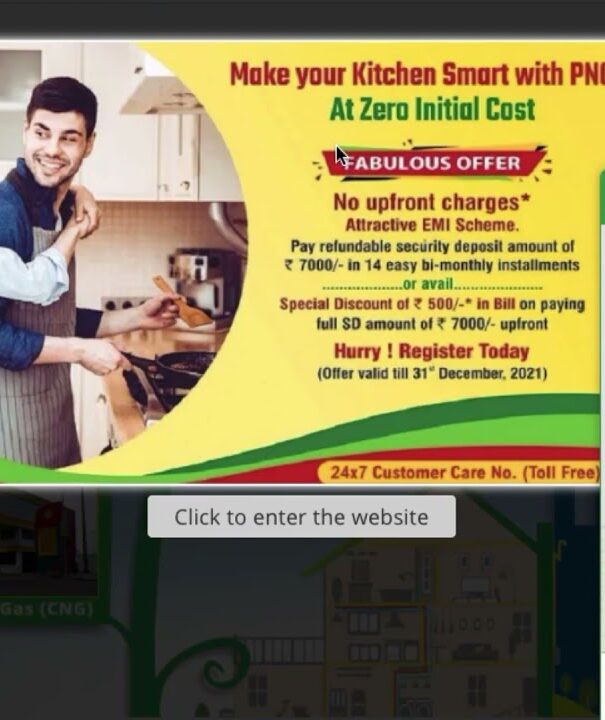 Make your Kitchen Smart with PNG
At Zero Initial Cost
FABULOUS OFFER
No upfront charges*
Attractive EMI Scheme.
Pay refundable security deposit amount of
₹ 7000/- in 14 easy bi-monthly installments
....................or avail......................
Special Discount of ₹ 500/-* in Bill on paying
full SD amount of ₹ 7000/- upfront
Hurry ! Register Today
(Offer valid till 31st December, 2021)
24x7 Customer Care No. (Toll Free)
Click to enter the website
Gas (CNG)